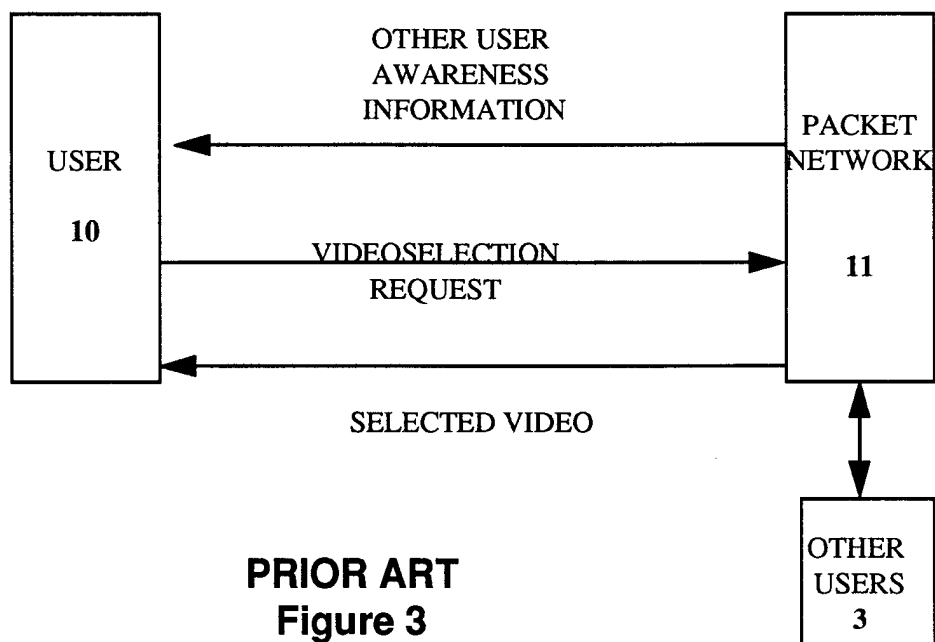 OTHER USER
AWARENESS
INFORMATION
USER
10
PACKET
NETWORK
11
VIDEOSELECTION
REQUEST
SELECTED VIDEO
OTHER
USERS
3
PRIOR ART
Figure 3